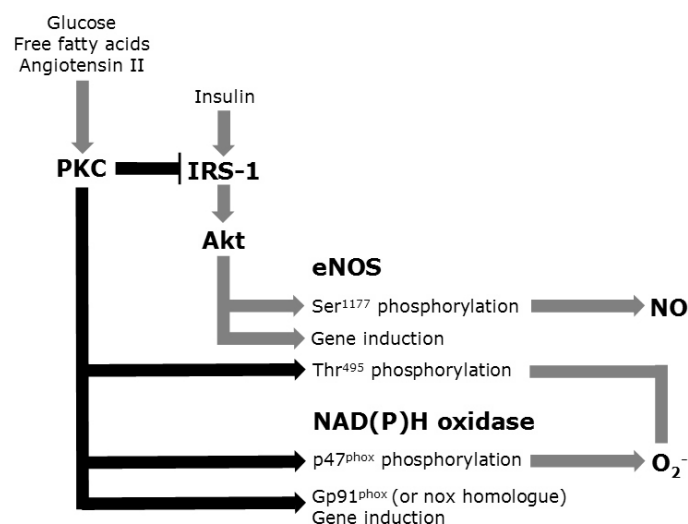 Glucose
Free fatty acids
Angiotensin II
Insulin
PKC
IRS-1
Akt
eNOS
Ser¹¹⁷⁷ phosphorylation
NO
Gene induction
Thr⁴⁹⁵ phosphorylation
NAD(P)H oxidase
p47ᵖʰᵒˣ phosphorylation
O₂⁻
Gp91ᵖʰᵒˣ (or nox homologue)
Gene induction